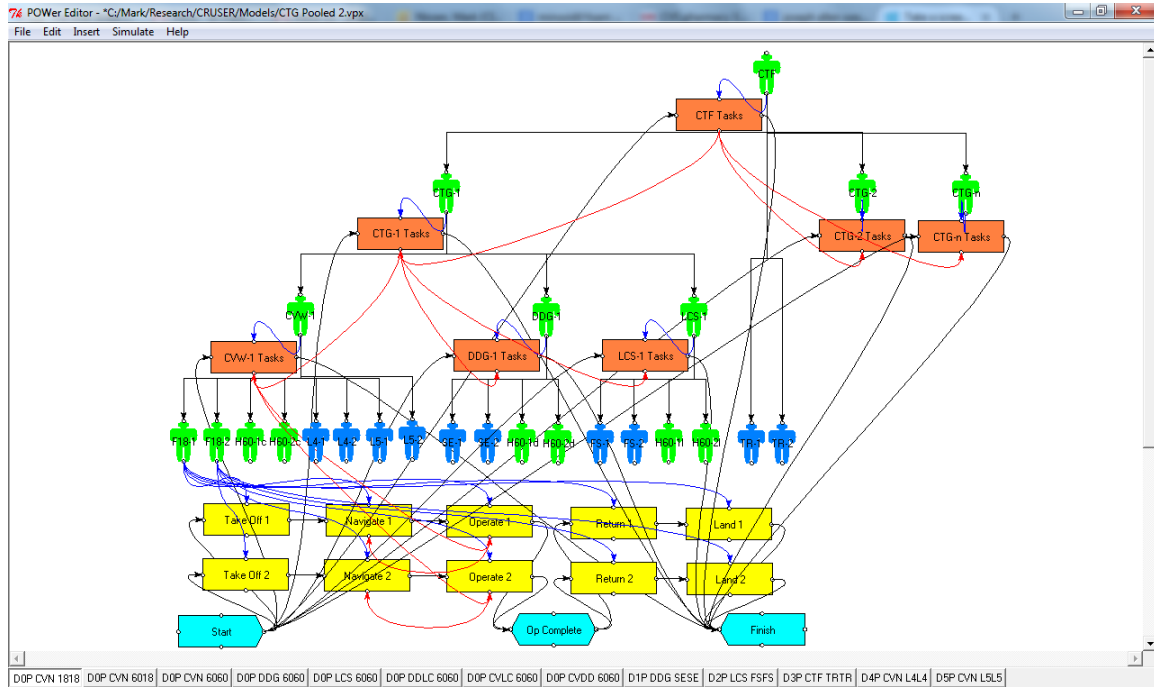 POWer Editor - *C:/Mark/Research/CRUSER/Models/CTG Pooled 2.vpx
File Edit Insert Simulate Help
CTF
CTF Tasks
CTG-1
CTG-2
CTG-n
CTG-1 Tasks
CTG-2 Tasks
CTG-n Tasks
CVW-1
DDG-1
LCS-1
CVW-1 Tasks
DDG-1 Tasks
LCS-1 Tasks
F18-1 F18-2 H60-1c H60-2c L4-1 L4-2 L5-1 L5-2 SE-1 SE-2 H60-1d H60-2d FS-1 FS-2 H60-1l H60-2l TR-1 TR-2
Take Off 1 Navigate 1 Operate 1 Return 1 Land 1
Take Off 2 Navigate 2 Operate 2 Return 2 Land 2
Start Op Complete Finish
D0P CVN 1818 D0P CVN 6018 D0P CVN 6060 D0P DDG 6060 D0P LCS 6060 D0P DDLC 6060 D0P CVLC 6060 D0P CVDD 6060 D1P DDG SESE D2P LCS FSFS D3P CTF TRTR D4P CVN L4L4 D5P CVN L5L5